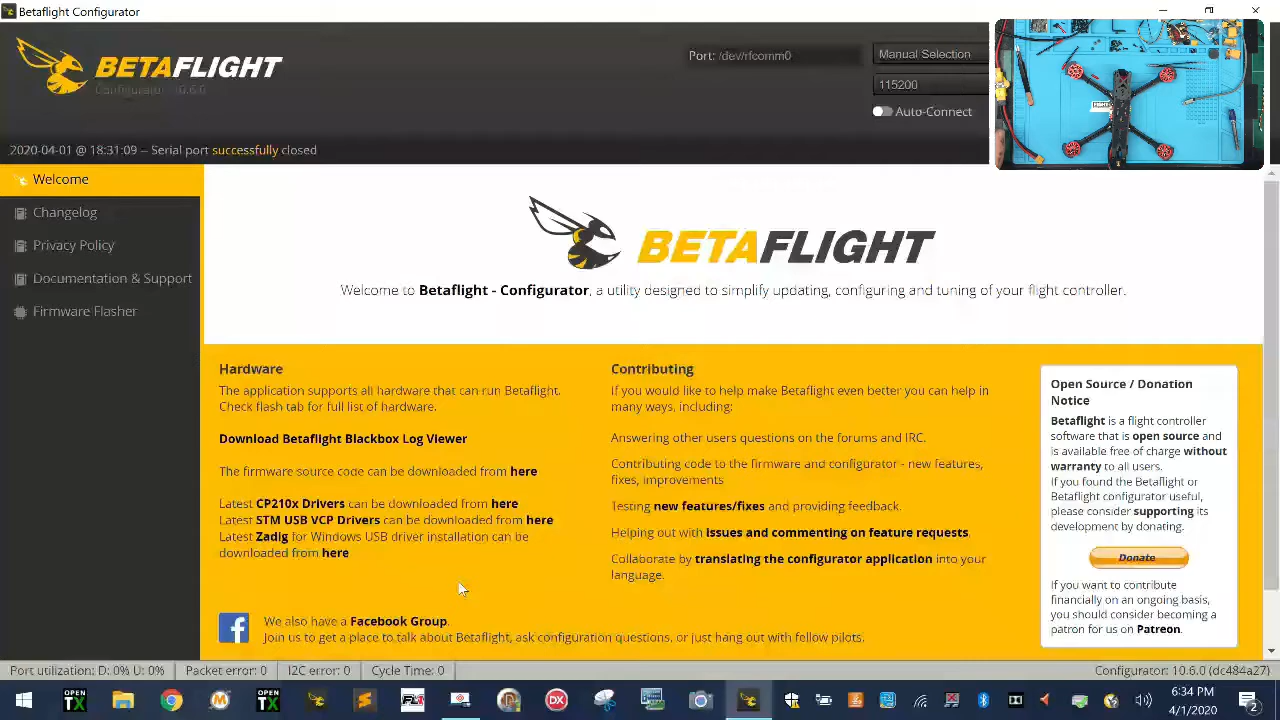 Betaflight Configurator
BETAFLIGHT
Configurator 10.6.0
Port: /dev/rfcomm0
Manual Selection
115200
Auto-Connect
2020-04-01 @ 18:31:09 -- Serial port successfully closed
Welcome
Changelog
Privacy Policy
Documentation & Support
Firmware Flasher
BETAFLIGHT
Welcome to Betaflight - Configurator, a utility designed to simplify updating, configuring and tuning of your flight controller.
Hardware
The application supports all hardware that can run Betaflight.
Check flash tab for full list of hardware.
Download Betaflight Blackbox Log Viewer
The firmware source code can be downloaded from here
Latest CP210x Drivers can be downloaded from here
Latest STM USB VCP Drivers can be downloaded from here
Latest Zadig for Windows USB driver installation can be
downloaded from here
Contributing
If you would like to help make Betaflight even better you can help in
many ways, including:
Answering other users questions on the forums and IRC.
Contributing code to the firmware and configurator - new features,
fixes, improvements
Testing new features/fixes and providing feedback.
Helping out with issues and commenting on feature requests.
Collaborate by translating the configurator application into your
language.
Open Source / Donation
Notice
Betaflight is a flight controller
software that is open source and
is available free of charge without
warranty to all users.
If you found the Betaflight or
Betaflight configurator useful,
please consider supporting its
development by donating.
Donate
If you want to contribute
financially on an ongoing basis,
you should consider becoming a
patron for us on Patreon.
We also have a Facebook Group.
Join us to get a place to talk about Betaflight, ask configuration questions, or just hang out with fellow pilots.
Port utilization: D: 0% U: 0%
Packet error: 0
I2C error: 0
Cycle Time: 0
Configurator: 10.6.0 (dc484a27)
OPEN TX
OPEN TX
DX
6:34 PM
4/1/2020
2